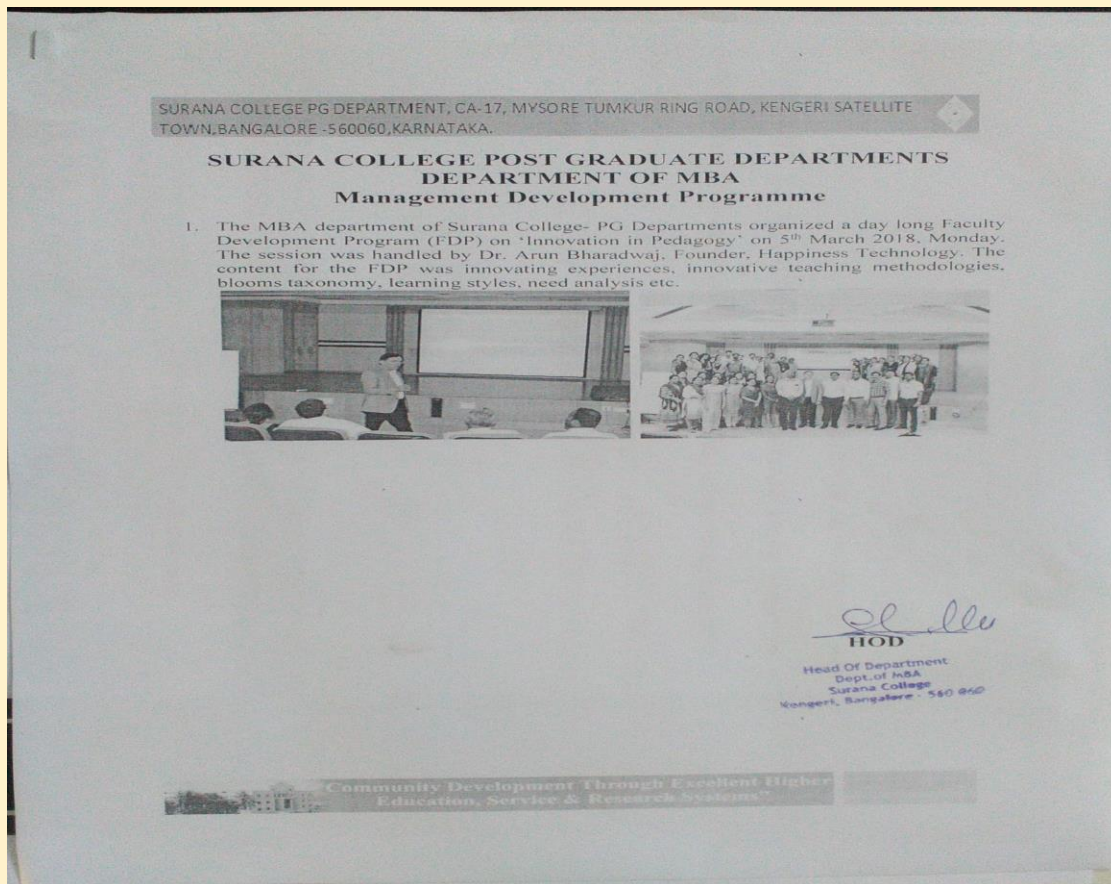 SURANA COLLEGE PG DEPARTMENT, CA-17, MYSORE TUMKUR RING ROAD, KENGERI SATELLITE
TOWN,BANGALORE -560060,KARNATAKA.
SURANA COLLEGE POST GRADUATE DEPARTMENTS
DEPARTMENT OF MBA
Management Development Programme
1. The MBA department of Surana College- PG Departments organized a day long Faculty
Development Program (FDP) on 'Innovation in Pedagogy' on 5th March 2018, Monday.
The session was handled by Dr. Arun Bharadwaj, Founder, Happiness Technology. The
content for the FDP was innovating experiences, innovative teaching methodologies,
blooms taxonomy, learning styles, need analysis etc.
HOD
Head Of Department
Dept.of MBA
Surana College
Kengeri, Bangalore - 560 060
"Community Development Through Excellent Higher
Education, Service & Research Systems"